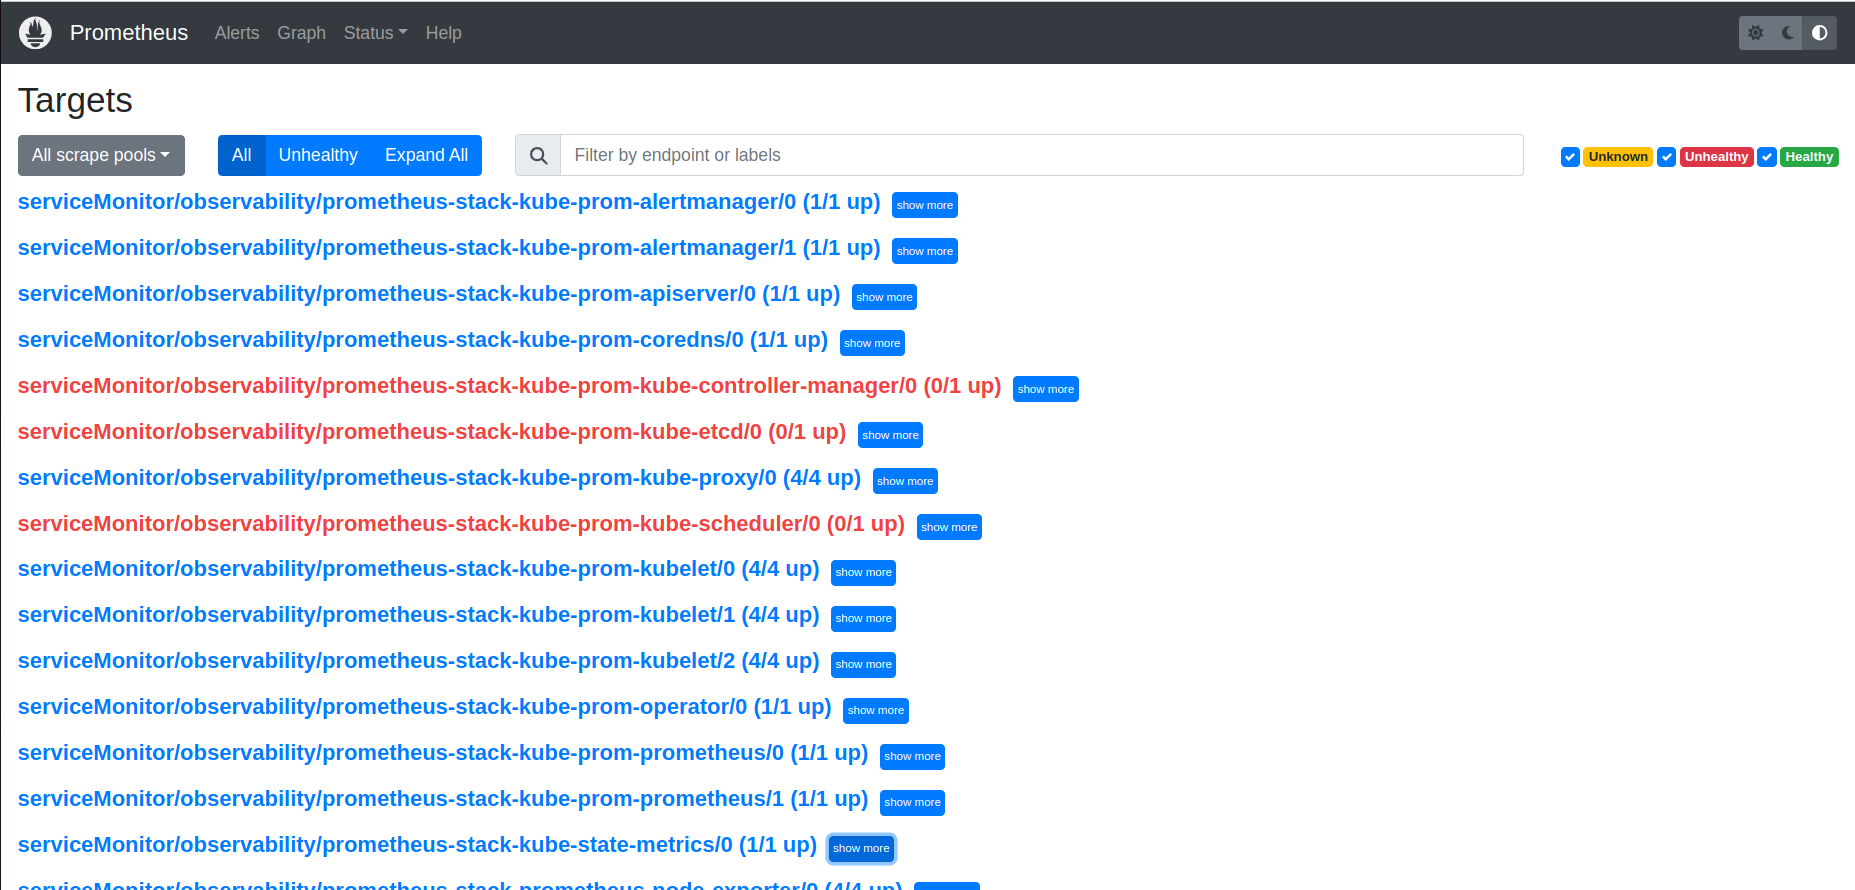 Prometheus Alerts Graph Status Help
Targets
All scrape pools All Unhealthy Expand All Filter by endpoint or labels Unknown Unhealthy Healthy
serviceMonitor/observability/prometheus-stack-kube-prom-alertmanager/0 (1/1 up) show more
serviceMonitor/observability/prometheus-stack-kube-prom-alertmanager/1 (1/1 up) show more
serviceMonitor/observability/prometheus-stack-kube-prom-apiserver/0 (1/1 up) show more
serviceMonitor/observability/prometheus-stack-kube-prom-coredns/0 (1/1 up) show more
serviceMonitor/observability/prometheus-stack-kube-prom-kube-controller-manager/0 (0/1 up) show more
serviceMonitor/observability/prometheus-stack-kube-prom-kube-etcd/0 (0/1 up) show more
serviceMonitor/observability/prometheus-stack-kube-prom-kube-proxy/0 (4/4 up) show more
serviceMonitor/observability/prometheus-stack-kube-prom-kube-scheduler/0 (0/1 up) show more
serviceMonitor/observability/prometheus-stack-kube-prom-kubelet/0 (4/4 up) show more
serviceMonitor/observability/prometheus-stack-kube-prom-kubelet/1 (4/4 up) show more
serviceMonitor/observability/prometheus-stack-kube-prom-kubelet/2 (4/4 up) show more
serviceMonitor/observability/prometheus-stack-kube-prom-operator/0 (1/1 up) show more
serviceMonitor/observability/prometheus-stack-kube-prom-prometheus/0 (1/1 up) show more
serviceMonitor/observability/prometheus-stack-kube-prom-prometheus/1 (1/1 up) show more
serviceMonitor/observability/prometheus-stack-kube-state-metrics/0 (1/1 up) show more
serviceMonitor/observability/prometheus-stack-prometheus-node-exporter/0 (4/4 up)